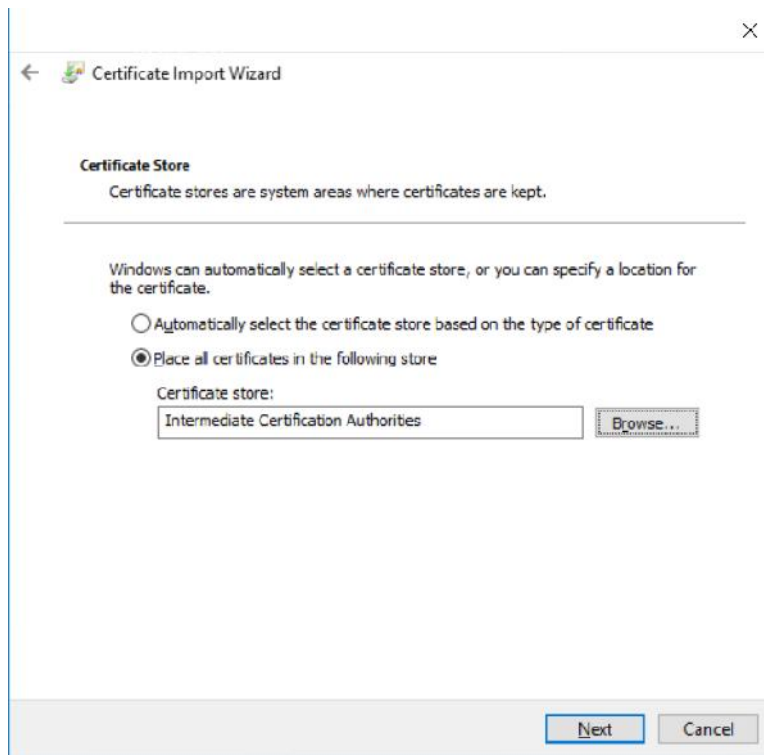 Certificate Import Wizard
Certificate Store
Certificate stores are system areas where certificates are kept.
Windows can automatically select a certificate store, or you can specify a location for
the certificate.
Automatically select the certificate store based on the type of certificate
Place all certificates in the following store
Certificate store:
Intermediate Certification Authorities
Browse...
Next
Cancel